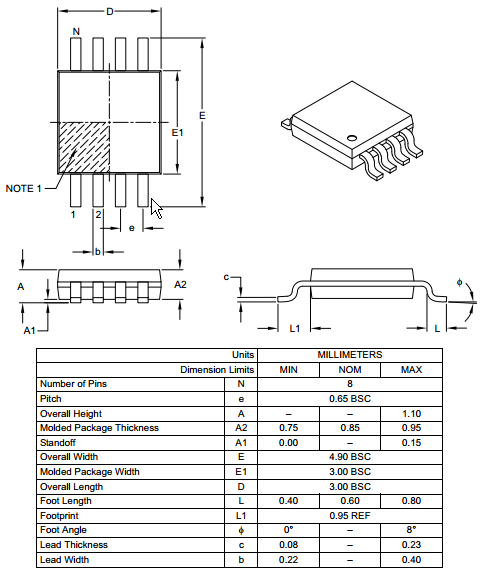 D
N
E1
E
NOTE 1
1 2
e
b
A
A2
A1
c
φ
L1
L
Units MILLIMETERS
Dimension Limits MIN NOM MAX
Number of Pins N 8
Pitch e 0.65 BSC
Overall Height A – – 1.10
Molded Package Thickness A2 0.75 0.85 0.95
Standoff A1 0.00 – 0.15
Overall Width E 4.90 BSC
Molded Package Width E1 3.00 BSC
Overall Length D 3.00 BSC
Foot Length L 0.40 0.60 0.80
Footprint L1 0.95 REF
Foot Angle φ 0° – 8°
Lead Thickness c 0.08 – 0.23
Lead Width b 0.22 – 0.40